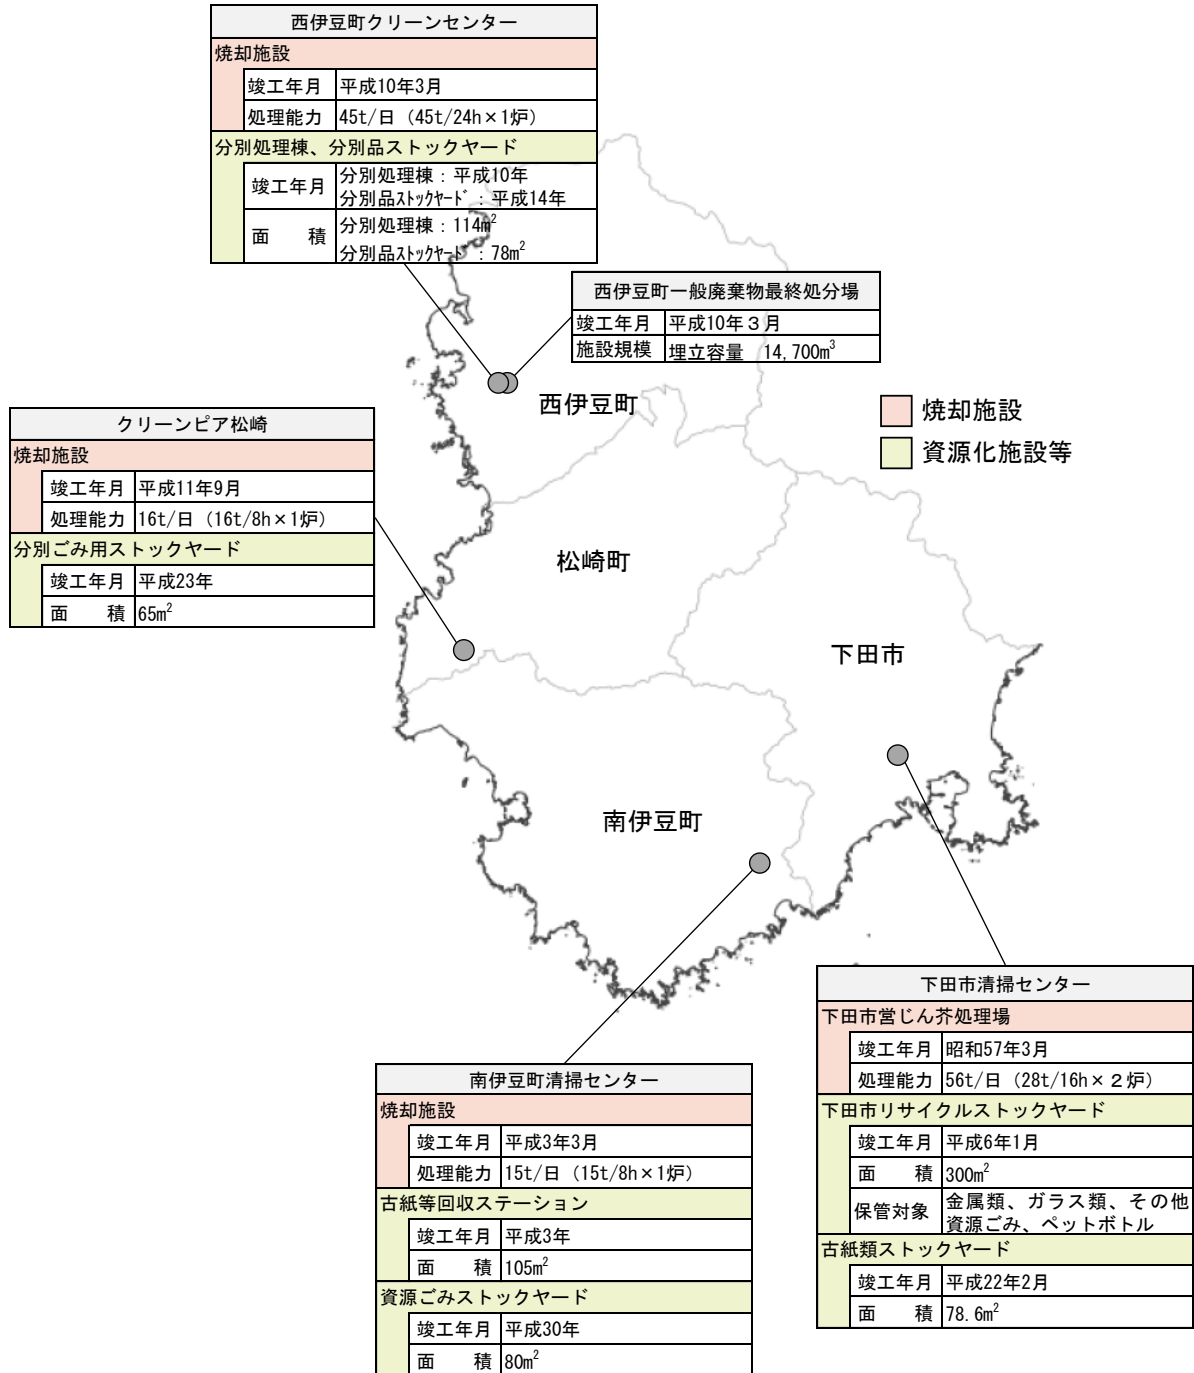 西伊豆町クリーンセンター
焼却施設
竣工年月 平成10年3月
処理能力 45t/日（45t/24h×1炉）
分別処理棟、分別品ストックヤード
竣工年月 分別処理棟：平成10年
分別品ｽﾄｯｸﾔｰﾄﾞ：平成14年
面　　積 分別処理棟：114m²
分別品ｽﾄｯｸﾔｰﾄﾞ：78m²
西伊豆町一般廃棄物最終処分場
竣工年月 平成10年３月
施設規模 埋立容量　14,700m³
西伊豆町
焼却施設
資源化施設等
クリーンピア松崎
焼却施設
竣工年月 平成11年9月
処理能力 16t/日（16t/8h×1炉）
分別ごみ用ストックヤード
竣工年月 平成23年
面　　積 65m²
松崎町
下田市
南伊豆町
下田市清掃センター
下田市営じん芥処理場
竣工年月 昭和57年3月
処理能力 56t/日（28t/16h×２炉）
下田市リサイクルストックヤード
竣工年月 平成6年1月
面　　積 300m²
保管対象 金属類、ガラス類、その他
資源ごみ、ペットボトル
古紙類ストックヤード
竣工年月 平成22年2月
面　　積 78.6m²
南伊豆町清掃センター
焼却施設
竣工年月 平成3年3月
処理能力 15t/日（15t/8h×1炉）
古紙等回収ステーション
竣工年月 平成3年
面　　積 105m²
資源ごみストックヤード
竣工年月 平成30年
面　　積 80m²